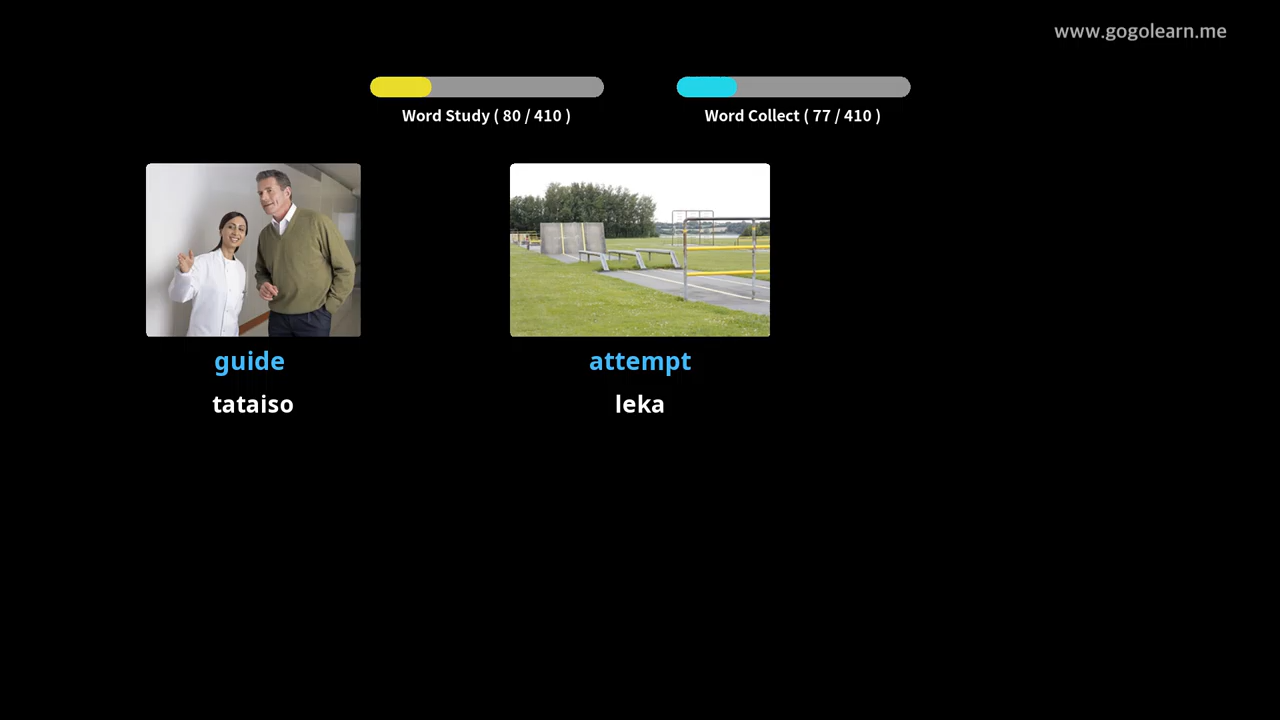 www.gogolearn.me
Word Study ( 80 / 410 )
Word Collect ( 77 / 410 )
guide
attempt
tataiso
leka